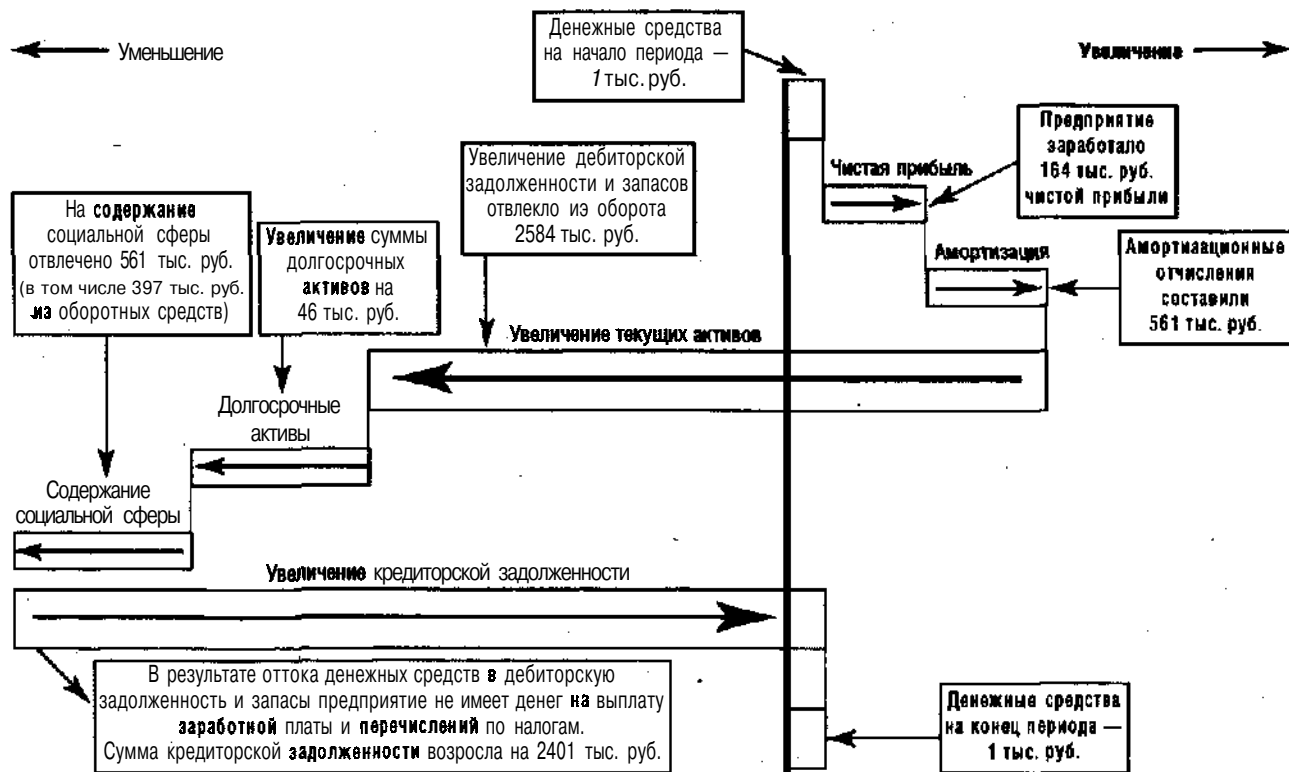 Уменьшение
Денежные средства
на начало периода —
1 тыс. руб.
Увеличение
Предприятие
заработало
164 тыс. руб.
чистой прибыли
Чистая прибыль
Увеличение дебиторской
задолженности и запасов
отвлекло иэ оборота
2584 тыс. руб.
На содержание
социальной сферы
отвлечено 561 тыс. руб.
(в том числе 397 тыс. руб.
из оборотных средств)
Увеличение суммы
долгосрочных
активов на
46 тыс. руб.
Амортизация
Амортизационные
отчисления
составили
561 тыс. руб.
Увеличение текущих активов
Долгосрочные
активы
Содержание
социальной сферы
Увеличение кредиторской задолженности
В результате оттока денежных средств в дебиторскую
задолженность и запасы предприятие не имеет денег на выплату
заработной платы и перечислений по налогам.
Сумма кредиторской задолженности возросла на 2401 тыс. руб.
Денежные средства
на конец периода —
1 тыс. руб.